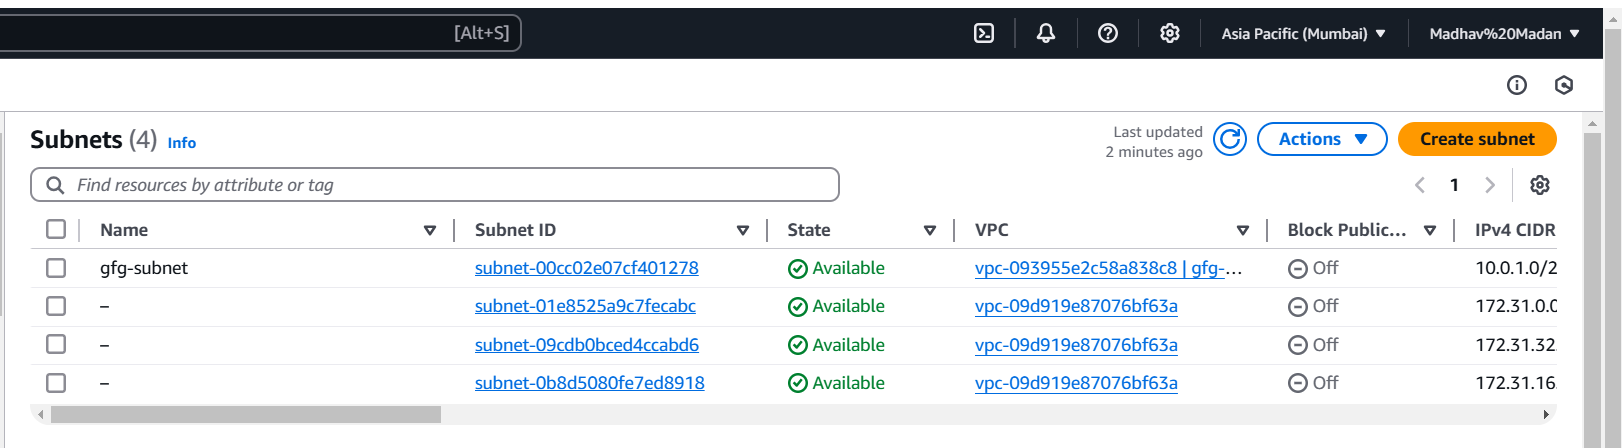 [Alt+S]
Asia Pacific (Mumbai)
Madhav%20Madan
Subnets (4) Info
Last updated
2 minutes ago
Actions
Create subnet
Find resources by attribute or tag
1
Name Subnet ID State VPC Block Public... IPv4 CIDR
gfg-subnet subnet-00cc02e07cf401278 Available vpc-093955e2c58a838c8 | gfg-... Off 10.0.1.0/2
– subnet-01e8525a9c7fecabc Available vpc-09d919e87076bf63a Off 172.31.0.0
– subnet-09cdb0bced4ccabd6 Available vpc-09d919e87076bf63a Off 172.31.32.
– subnet-0b8d5080fe7ed8918 Available vpc-09d919e87076bf63a Off 172.31.16.